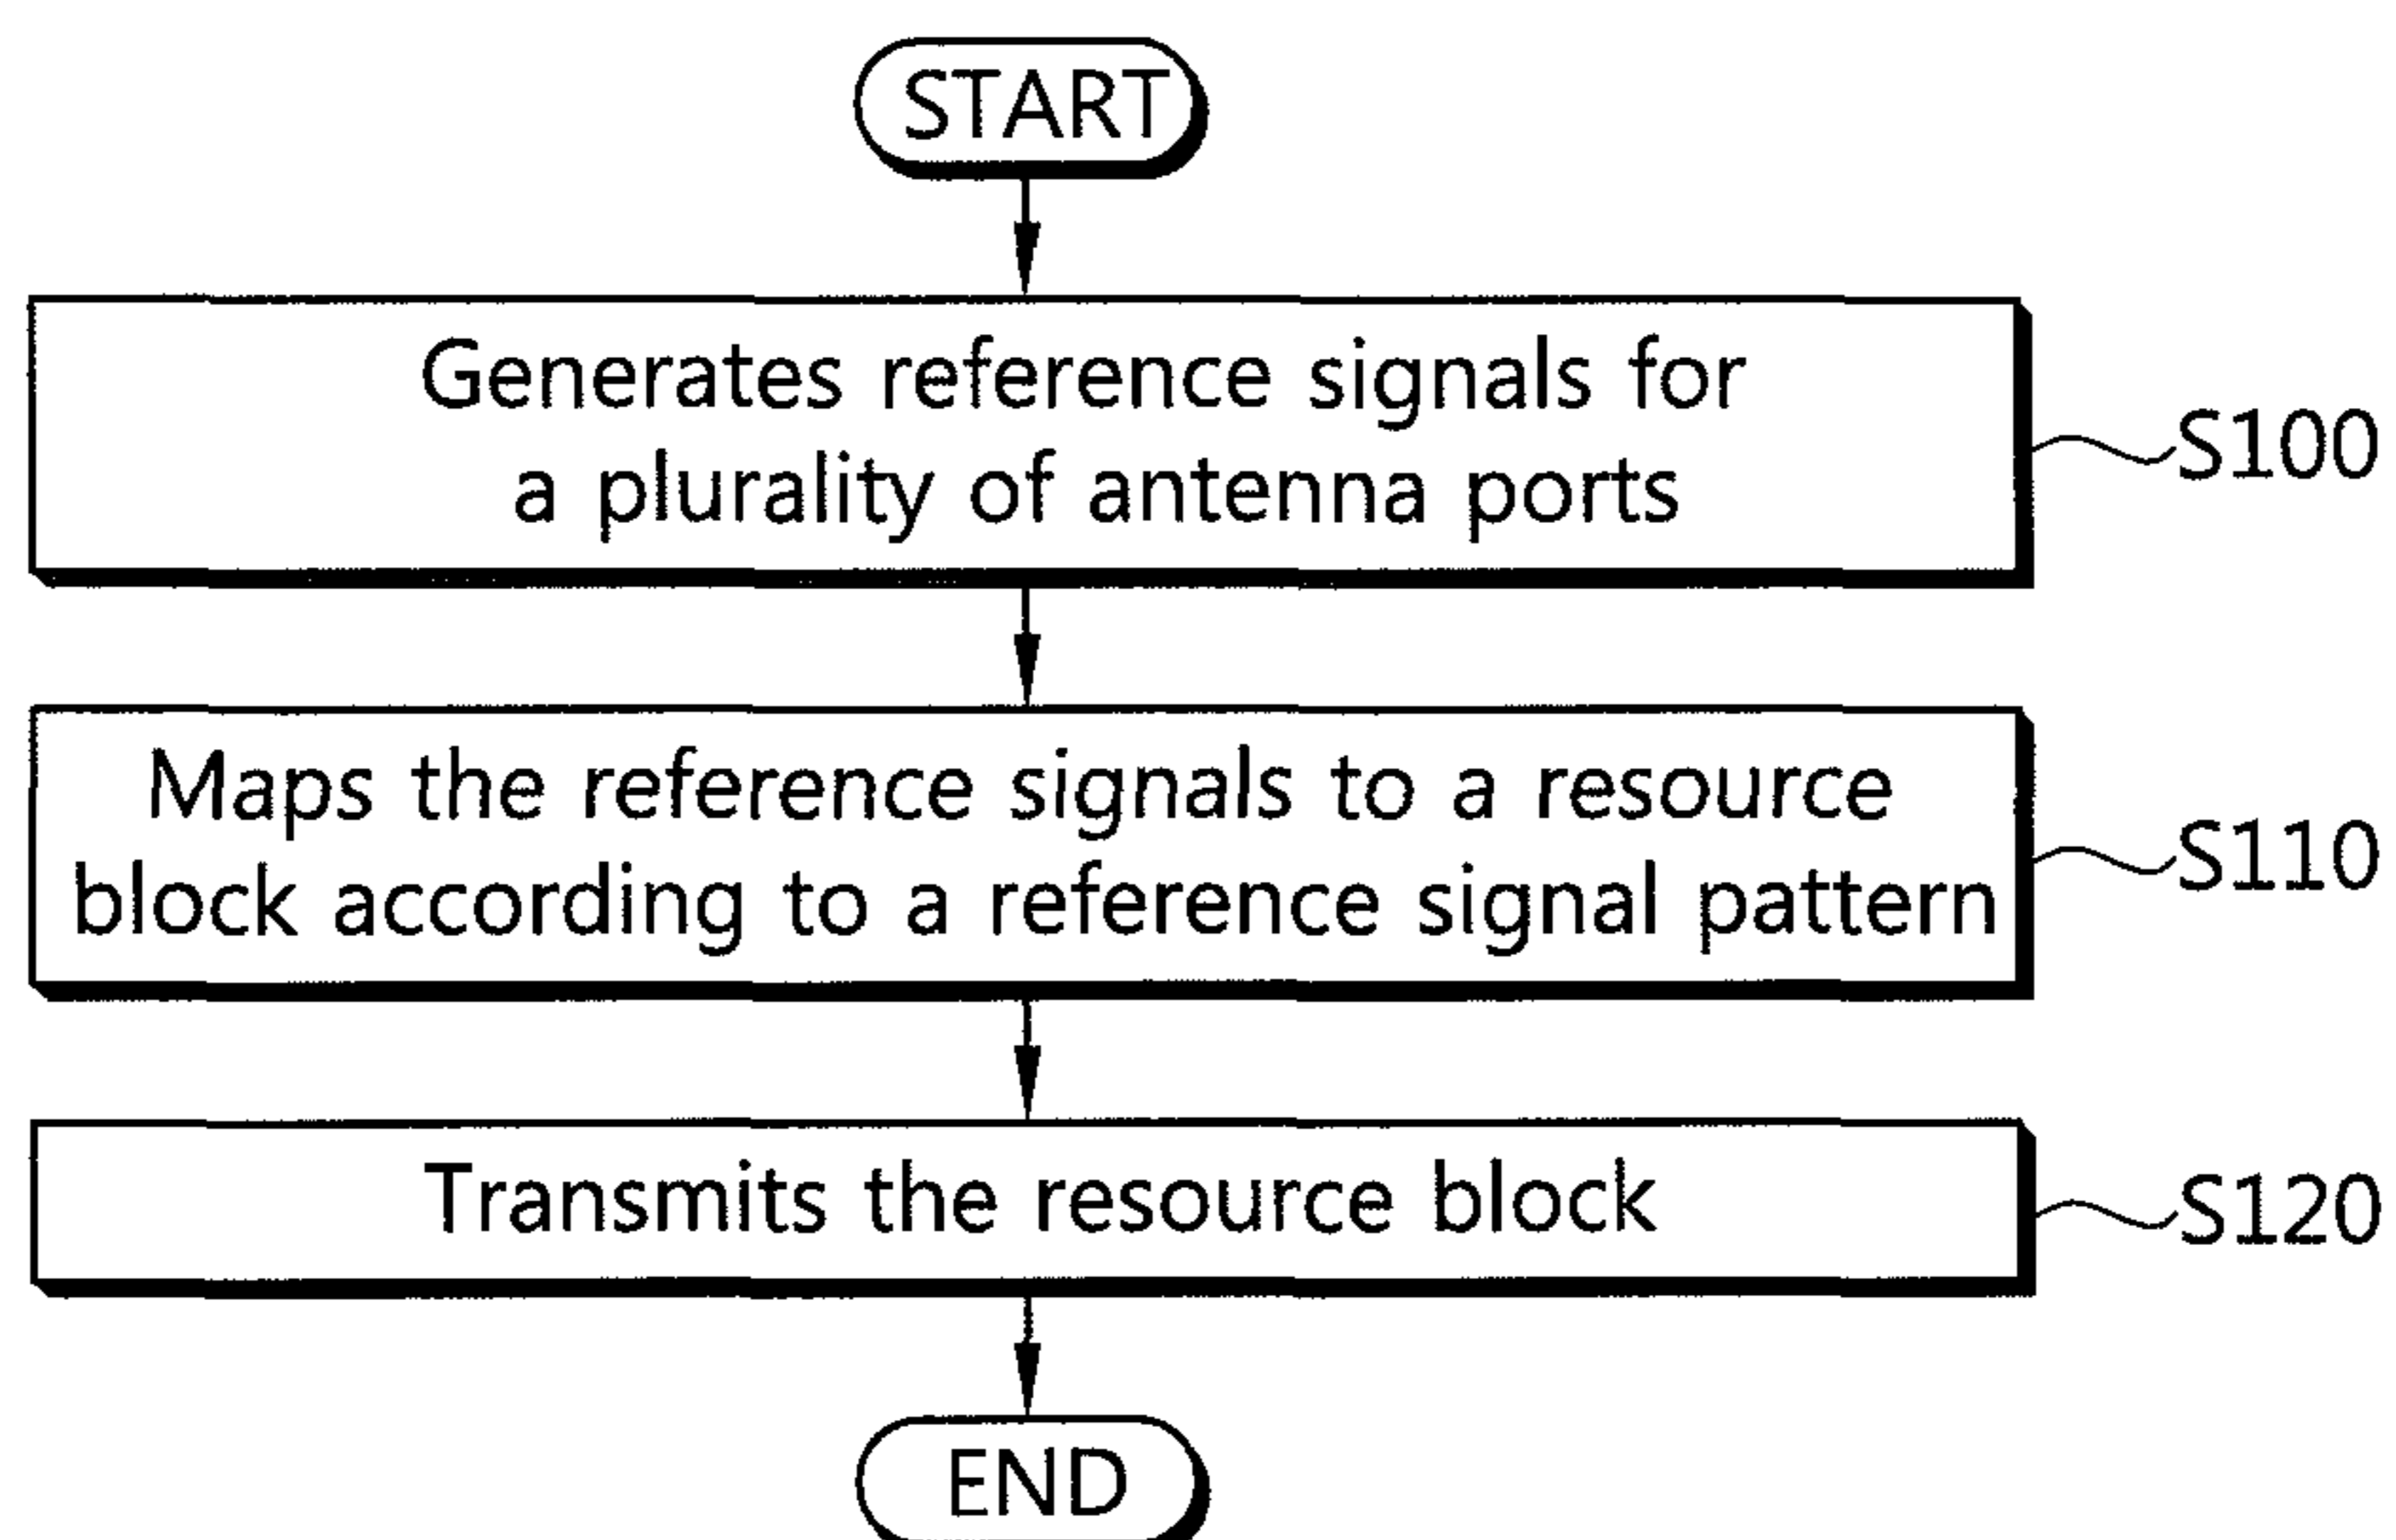 START
Generates reference signals for
a plurality of antenna ports
S100
Maps the reference signals to a resource
block according to a reference signal pattern
S110
Transmits the resource block
S120
END